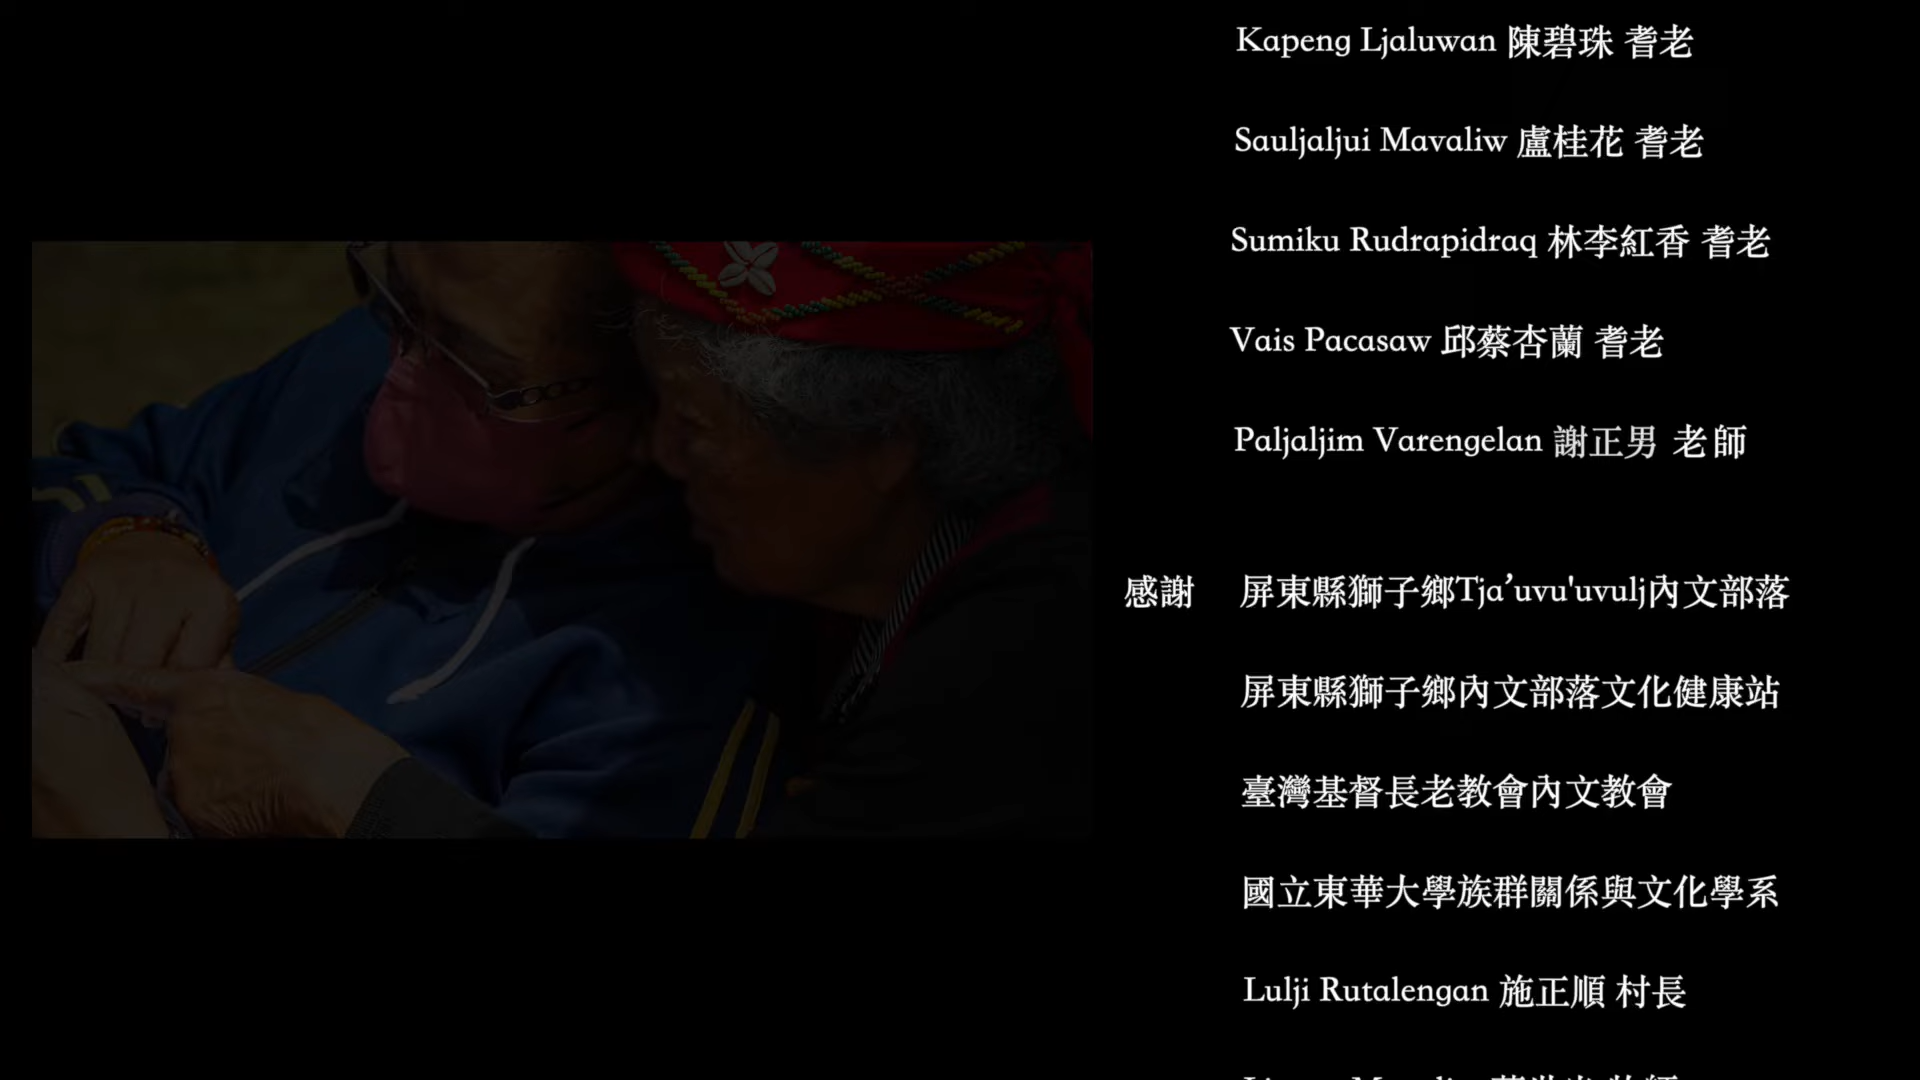 Kapeng Ljaluwan 陳碧珠 耆老
Sauljaljui Mavaliw 盧桂花 耆老
Sumiku Rudrapidraq 林李紅香 耆老
Vais Pacasaw 邱蔡杏蘭 耆老
Paljaljim Varengelan 謝正男 老師
感謝 屏東縣獅子鄉Tja’uvu'uvulj內文部落
屏東縣獅子鄉內文部落文化健康站
臺灣基督長老教會內文教會
國立東華大學族群關係與文化學系
Lulji Rutalengan 施正順 村長